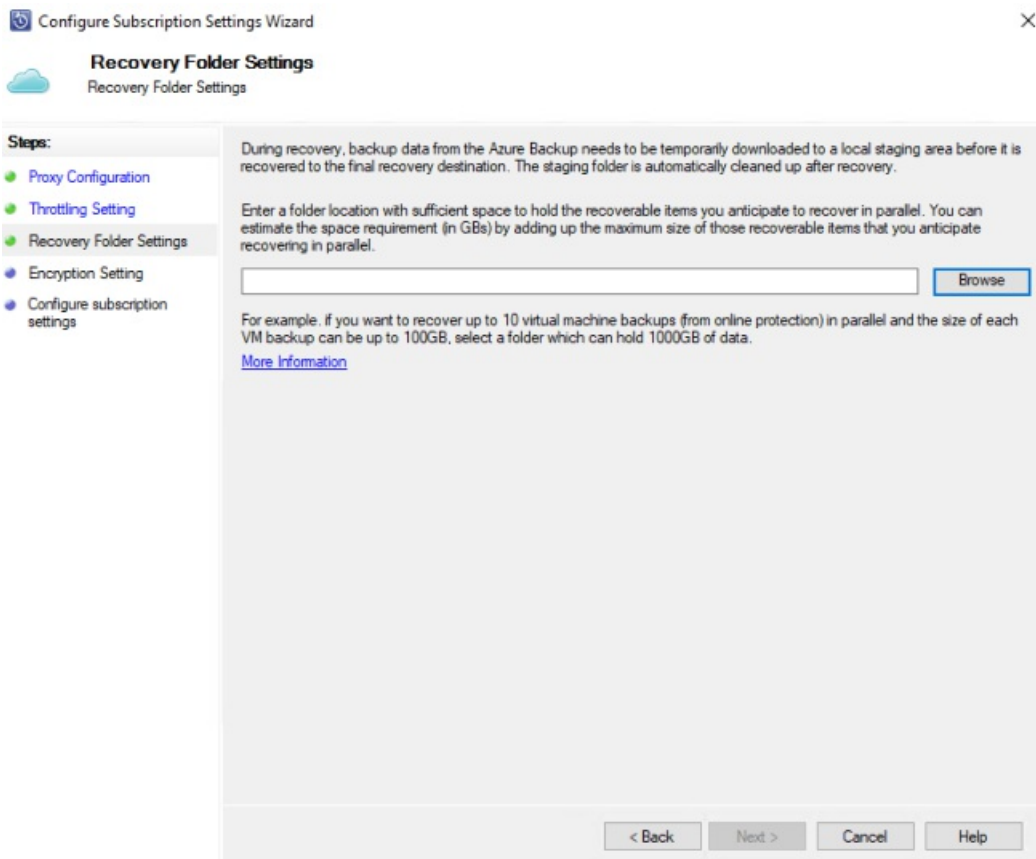 Configure Subscription Settings Wizard
Recovery Folder Settings
Recovery Folder Settings
Steps:
Proxy Configuration
Throttling Setting
Recovery Folder Settings
Encryption Setting
Configure subscription
settings
During recovery, backup data from the Azure Backup needs to be temporarily downloaded to a local staging area before it is
recovered to the final recovery destination. The staging folder is automatically cleaned up after recovery.
Enter a folder location with sufficient space to hold the recoverable items you anticipate to recover in parallel. You can
estimate the space requirement (in GBs) by adding up the maximum size of those recoverable items that you anticipate
recovering in parallel.
Browse
For example. if you want to recover up to 10 virtual machine backups (from online protection) in parallel and the size of each
VM backup can be up to 100GB, select a folder which can hold 1000GB of data.
More Information
< Back
Next >
Cancel
Help